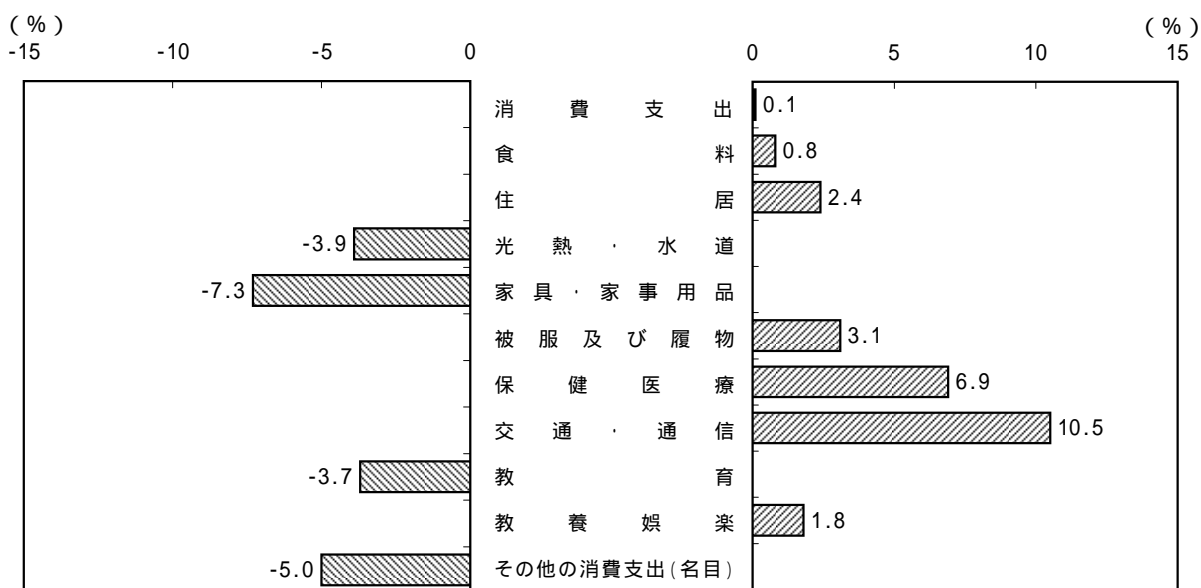 (%) (%)
-15 -10 -5 0 0 5 10 15
消費支出 0.1
食料 0.8
住居 2.4
-3.9 光熱・水道
-7.3 家具・家事用品
被服及び履物 3.1
保健医療 6.9
交通・通信 10.5
-3.7 教育
教養娯楽 1.8
-5.0 その他の消費支出(名目)